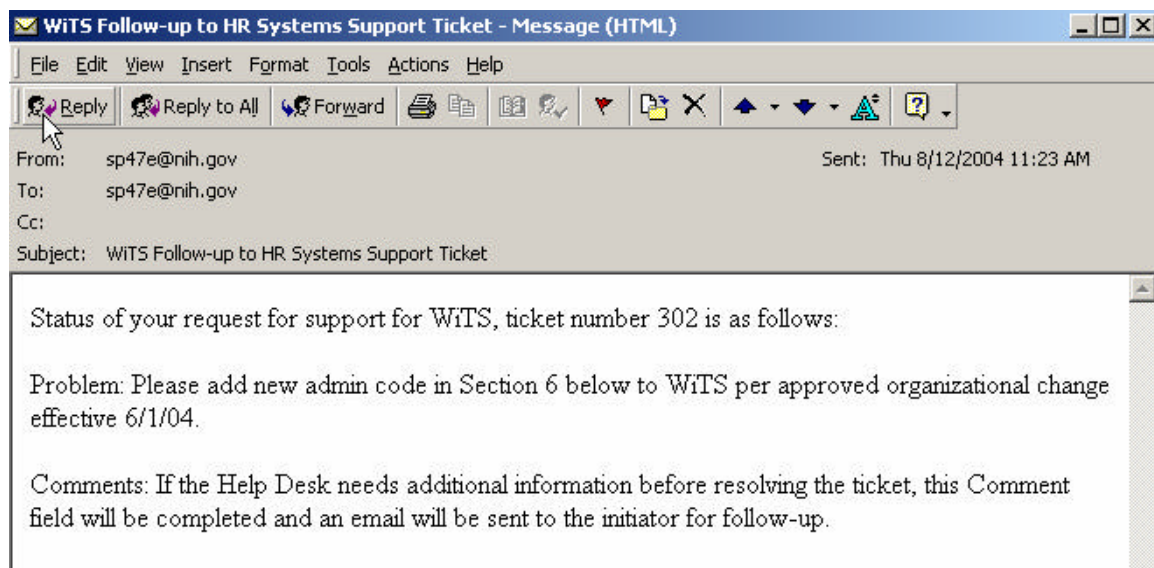 WiTS Follow-up to HR Systems Support Ticket - Message (HTML)
File Edit View Insert Format Tools Actions Help
Reply Reply to All Forward
From: sp47e@nih.gov Sent: Thu 8/12/2004 11:23 AM
To: sp47e@nih.gov
Cc:
Subject: WiTS Follow-up to HR Systems Support Ticket
Status of your request for support for WiTS, ticket number 302 is as follows:
Problem: Please add new admin code in Section 6 below to WiTS per approved organizational change
effective 6/1/04.
Comments: If the Help Desk needs additional information before resolving the ticket, this Comment
field will be completed and an email will be sent to the initiator for follow-up.